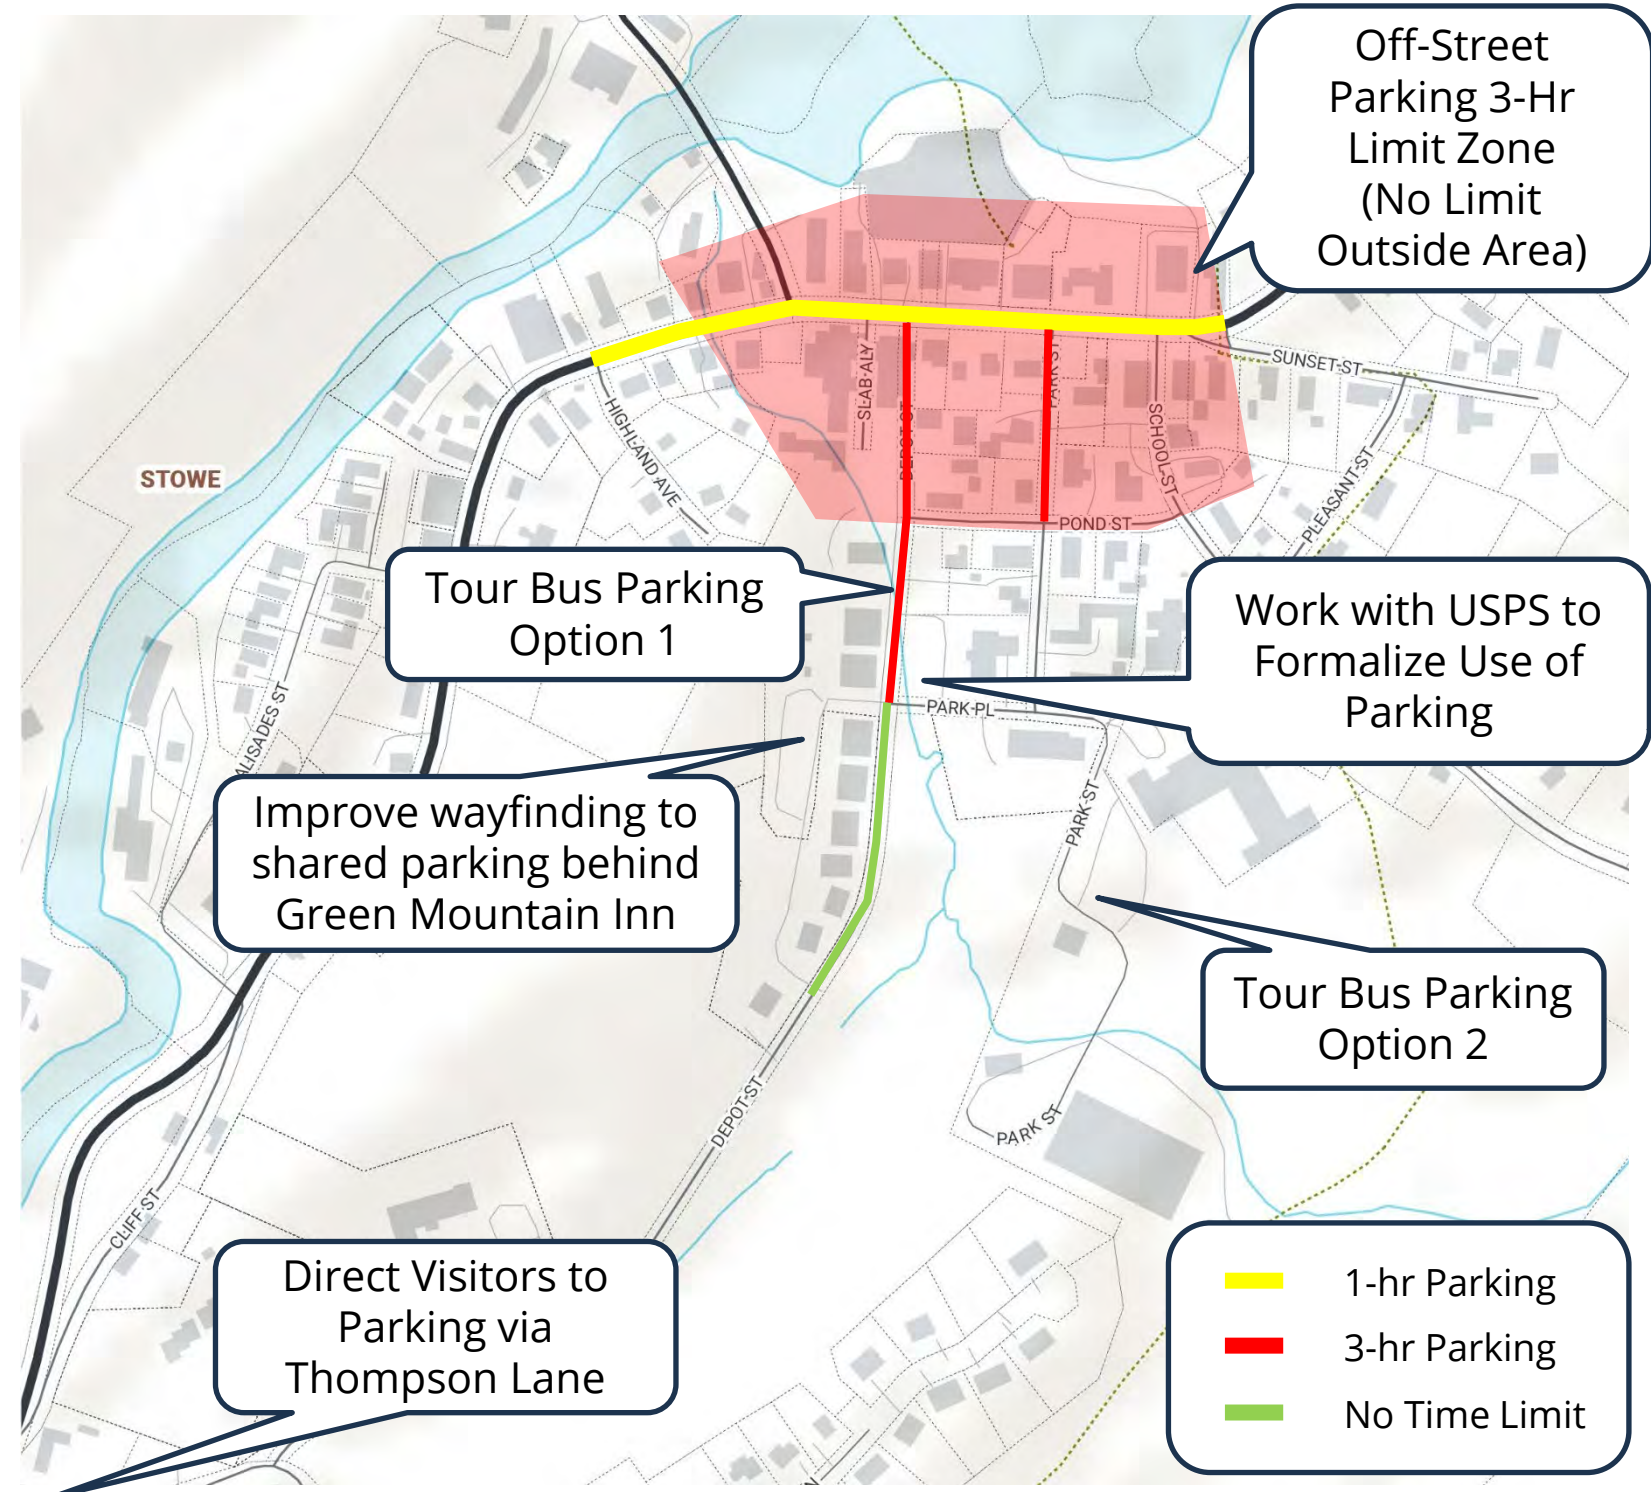 Off-Street
Parking 3-Hr
Limit Zone
(No Limit
Outside Area)
SUNSET ST
SLAB ALY
DEPOT ST
PARK ST
SCHOOL ST
HIGHLAND AVE
PLEASANT ST
STOWE
POND ST
Tour Bus Parking
Option 1
Work with USPS to
Formalize Use of
Parking
PARK PL
PALISADES ST
Improve wayfinding to
shared parking behind
Green Mountain Inn
PARK ST
Tour Bus Parking
Option 2
DEPOT ST
PARK ST
CLIFF ST
Direct Visitors to
Parking via
Thompson Lane
1-hr Parking
3-hr Parking
No Time Limit